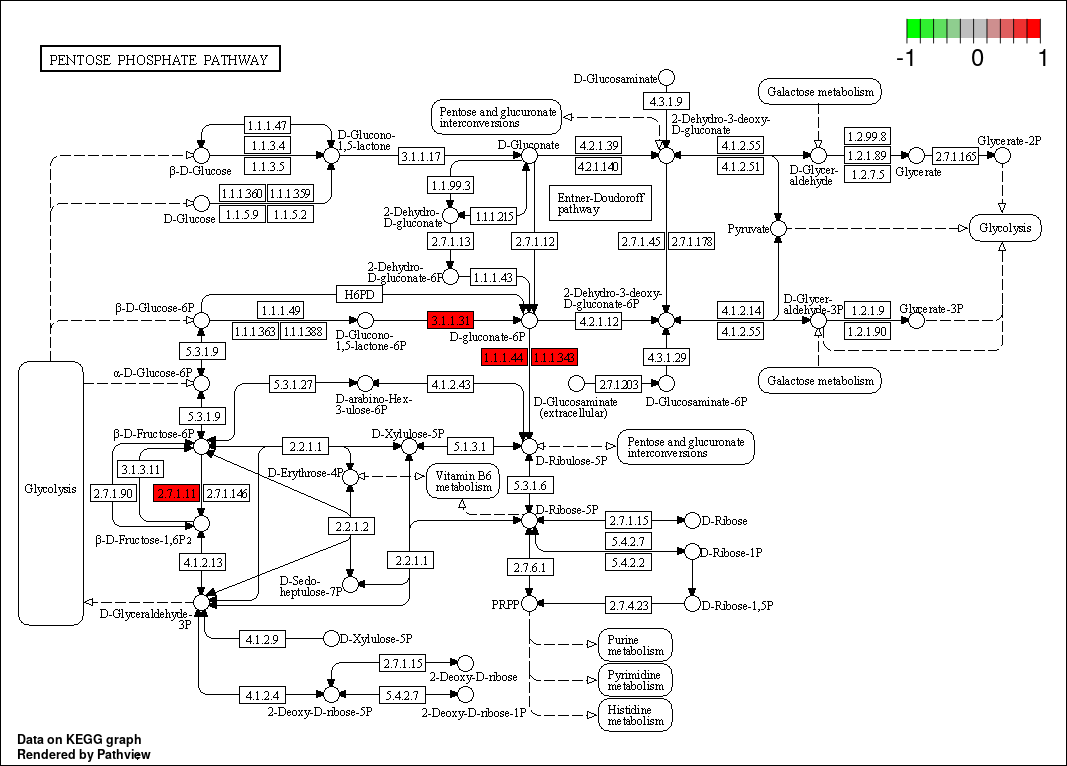 -1 0 1
PENTOSE PHOSPHATE PATHWAY
D-Glucosaminate
4.3.1.9
Galactose metabolism
Pentose and glucuronate
interconversions
2-Dehydro-3-deoxy-
D-gluconate
1.1.1.47
1.1.3.4
1.1.3.5
D-Glucono-
1,5-lactone
3.1.1.17
D-Gluconate
4.2.1.39
4.2.1.140
4.1.2.55
4.1.2.51
1.2.99.8
1.2.1.89
1.2.7.5
Glycerate-2P
2.7.1.165
Glycerate
D-Glycer-
aldehyde
β-D-Glucose
1.1.1.360
1.1.1.359
1.1.5.9
1.1.5.2
D-Glucose
1.1.99.3
2-Dehydro-
D-gluconate
1.1.1.215
Entner-Doudoroff
pathway
Pyruvate
Glycolysis
2.7.1.13
2.7.1.12
2.7.1.45
2.7.1.178
2-Dehydro-
D-gluconate-6P
1.1.1.43
H6PD
β-D-Glucose-6P
1.1.1.49
1.1.1.363
1.1.1.388
D-Glucono-
1,5-lactone-6P
3.1.1.31
D-gluconate-6P
2-Dehydro-3-deoxy-
D-gluconate-6P
4.2.1.12
4.1.2.14
4.1.2.55
D-Glycer-
aldehyde-3P
1.2.1.9
1.2.1.90
Glycerate-3P
5.3.1.9
1.1.1.44
1.1.1.343
4.3.1.29
Galactose metabolism
α-D-Glucose-6P
5.3.1.27
D-arabino-Hex-
3-ulose-6P
4.1.2.43
2.7.1.203
D-Glucosaminate
(extracellular)
D-Glucosaminate-6P
5.3.1.9
β-D-Fructose-6P
2.2.1.1
D-Xylulose-5P
5.1.3.1
D-Ribulose-5P
Pentose and glucuronate
interconversions
3.1.3.11
D-Erythrose-4P
Vitamin B6
metabolism
Glycolysis
2.7.1.90
2.7.1.11
2.7.1.146
5.3.1.6
D-Ribose-5P
2.2.1.2
2.7.1.15
D-Ribose
β-D-Fructose-1,6P2
5.4.2.7
5.4.2.2
D-Ribose-1P
4.1.2.13
2.2.1.1
2.7.6.1
D-Sedo-
heptulose-7P
D-Glyceraldehyde-
3P
PRPP
2.7.4.23
D-Ribose-1,5P
4.1.2.9
D-Xylulose-5P
Purine
metabolism
2.7.1.15
2-Deoxy-D-ribose
Pyrimidine
metabolism
4.1.2.4
2-Deoxy-D-ribose-5P
5.4.2.7
2-Deoxy-D-ribose-1P
Histidine
metabolism
Data on KEGG graph
Rendered by Pathview